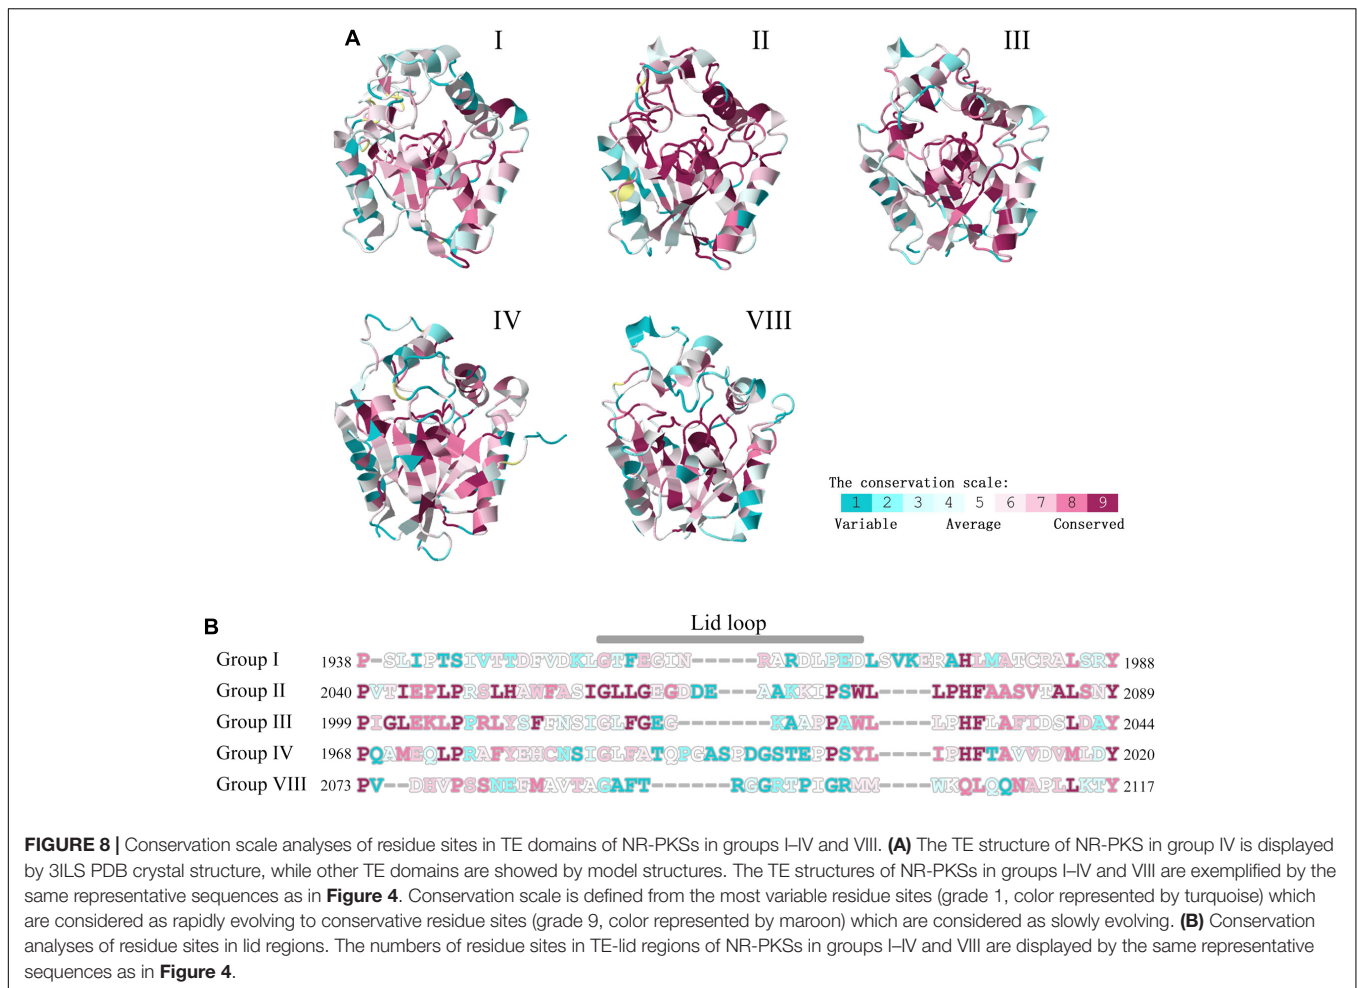 A
I
II
III
IV
VIII
The conservation scale:
1 2 3 4 5 6 7 8 9
Variable Average Conserved
B
Lid loop
Group I 1938 P-SLIPTSIVTTDFVDKLGTFEGIN-----RARDLPEDLSVKERAHLMATCRALSRY 1988
Group II 2040 PVTIEPLPRSLHAWFASIGLLGEGDDE---AAKKIPSWL----LPHFAASVTALSNY 2089
Group III 1999 PIGLEKLPPRLYSFFNSIGLFGEG-------KAAPPAWL----LPHFLAFIDSLDAY 2044
Group IV 1968 PQAMEQLPRAFYEHCNSIGLFATQPGASPDGSTEPPSYL----IPHFTAVVDVMLDY 2020
Group VIII 2073 PV--DHVPSSNEFMAVTAGAFT------RGGRTPIGRMM----WKQLQQNAPLLKTY 2117
FIGURE 8 | Conservation scale analyses of residue sites in TE domains of NR-PKSs in groups I–IV and VIII. (A) The TE structure of NR-PKS in group IV is displayed
by 3ILS PDB crystal structure, while other TE domains are showed by model structures. The TE structures of NR-PKSs in groups I–IV and VIII are exemplified by the
same representative sequences as in Figure 4. Conservation scale is defined from the most variable residue sites (grade 1, color represented by turquoise) which
are considered as rapidly evolving to conservative residue sites (grade 9, color represented by maroon) which are considered as slowly evolving. (B) Conservation
analyses of residue sites in lid regions. The numbers of residue sites in TE-lid regions of NR-PKSs in groups I–IV and VIII are displayed by the same representative
sequences as in Figure 4.